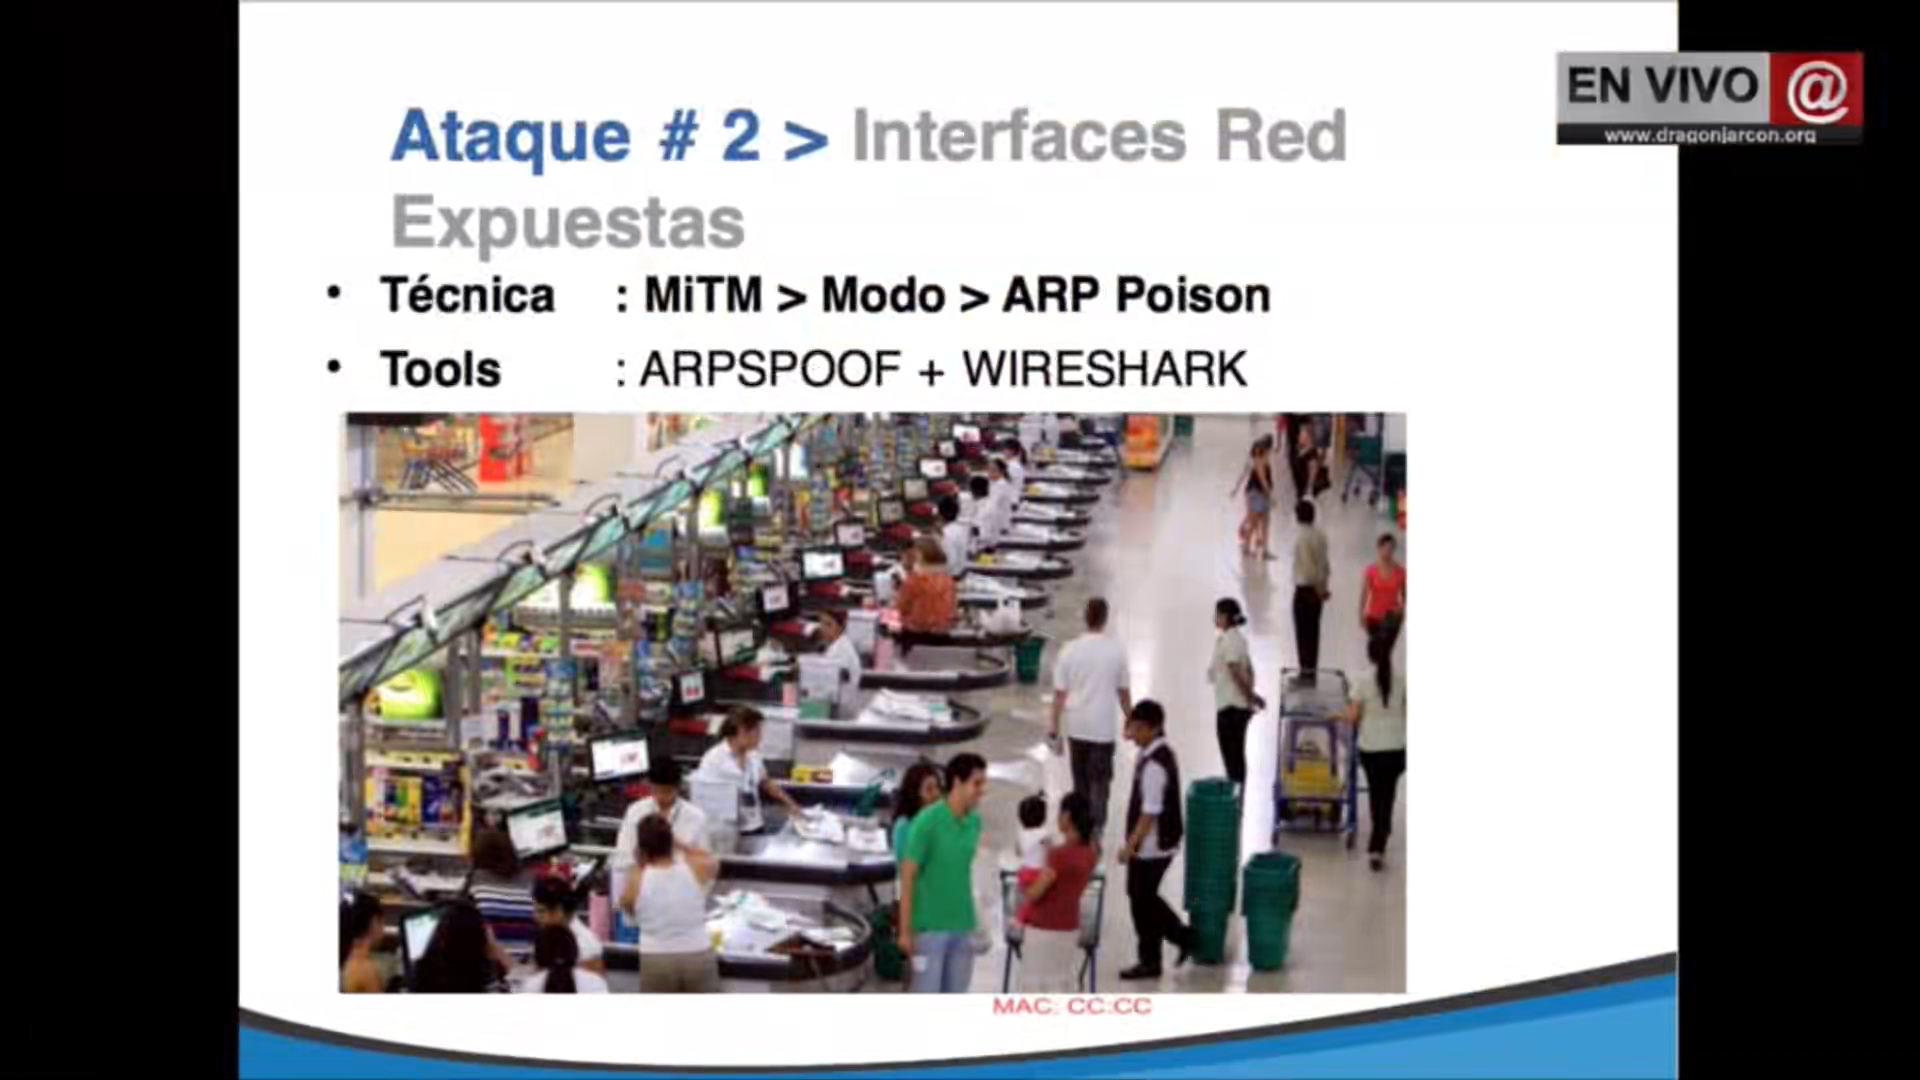 EN VIVO @
www.dragonjarcon.org
Ataque # 2 > Interfaces Red
Expuestas
• Técnica : MiTM > Modo > ARP Poison
• Tools : ARPSPOOF + WIRESHARK
MAC: CC:CC